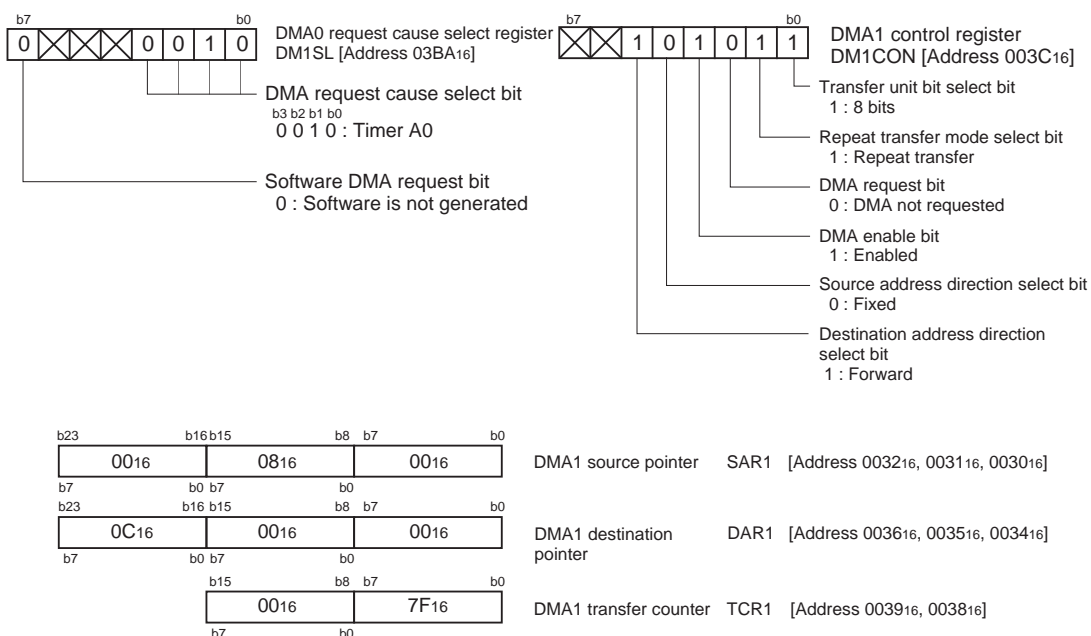 b7 b0
0 0 0 1 0
DMA0 request cause select register
DM1SL [Address 03BA16]
DMA request cause select bit
b3 b2 b1 b0
0 0 1 0 : Timer A0
Software DMA request bit
0 : Software is not generated
b7 b0
1 0 1 0 1 1
DMA1 control register
DM1CON [Address 003C16]
Transfer unit bit select bit
1 : 8 bits
Repeat transfer mode select bit
1 : Repeat transfer
DMA request bit
0 : DMA not requested
DMA enable bit
1 : Enabled
Source address direction select bit
0 : Fixed
Destination address direction
select bit
1 : Forward
b23 b16 b15 b8 b7 b0
0016 0816 0016 DMA1 source pointer SAR1 [Address 003216, 003116, 003016]
b7 b0 b7 b0
b23 b16 b15 b8 b7 b0
0C16 0016 0016 DMA1 destination
pointer DAR1 [Address 003616, 003516, 003416]
b7 b0 b7 b0
b15 b8 b7 b0
0016 7F16 DMA1 transfer counter TCR1 [Address 003916, 003816]
b7 b0